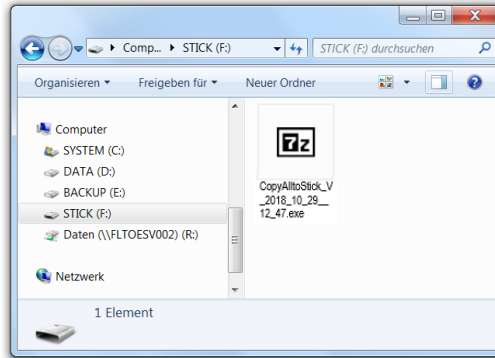 Comp... ▸ STICK (F:)
STICK (F:) durchsuchen
Organisieren
Freigeben für
Neuer Ordner
Computer
SYSTEM (C:)
DATA (D:)
BACKUP (E:)
STICK (F:)
Daten (\\FLTOESV002) (R:)
Netzwerk
7z
CopyAlltoStick_V
_2018_10_29__
12_47.exe
1 Element